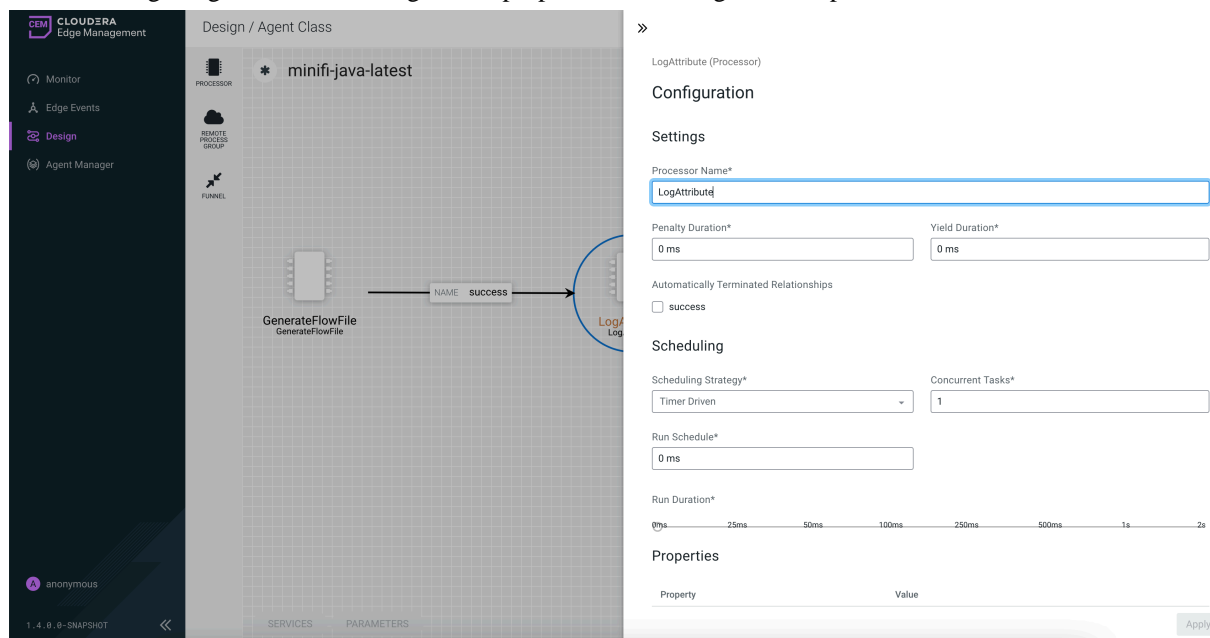 CEM CLOUDERA
Edge Management
Monitor
Edge Events
Design
Agent Manager
A anonymous
1.4.0.0-SNAPSHOT
Design / Agent Class
PROCESSOR
REMOTE
PROCESS
GROUP
FUNNEL
minifi-java-latest
GenerateFlowFile
GenerateFlowFile
NAME success
SERVICES PARAMETERS
LogAttribute (Processor)
Configuration
Settings
Processor Name*
LogAttribute
Penalty Duration* Yield Duration*
0 ms 0 ms
Automatically Terminated Relationships
success
Scheduling
Scheduling Strategy* Concurrent Tasks*
Timer Driven 1
Run Schedule*
0 ms
Run Duration*
0ms 25ms 50ms 100ms 250ms 500ms 1s 2s
Properties
Property Value
Apply